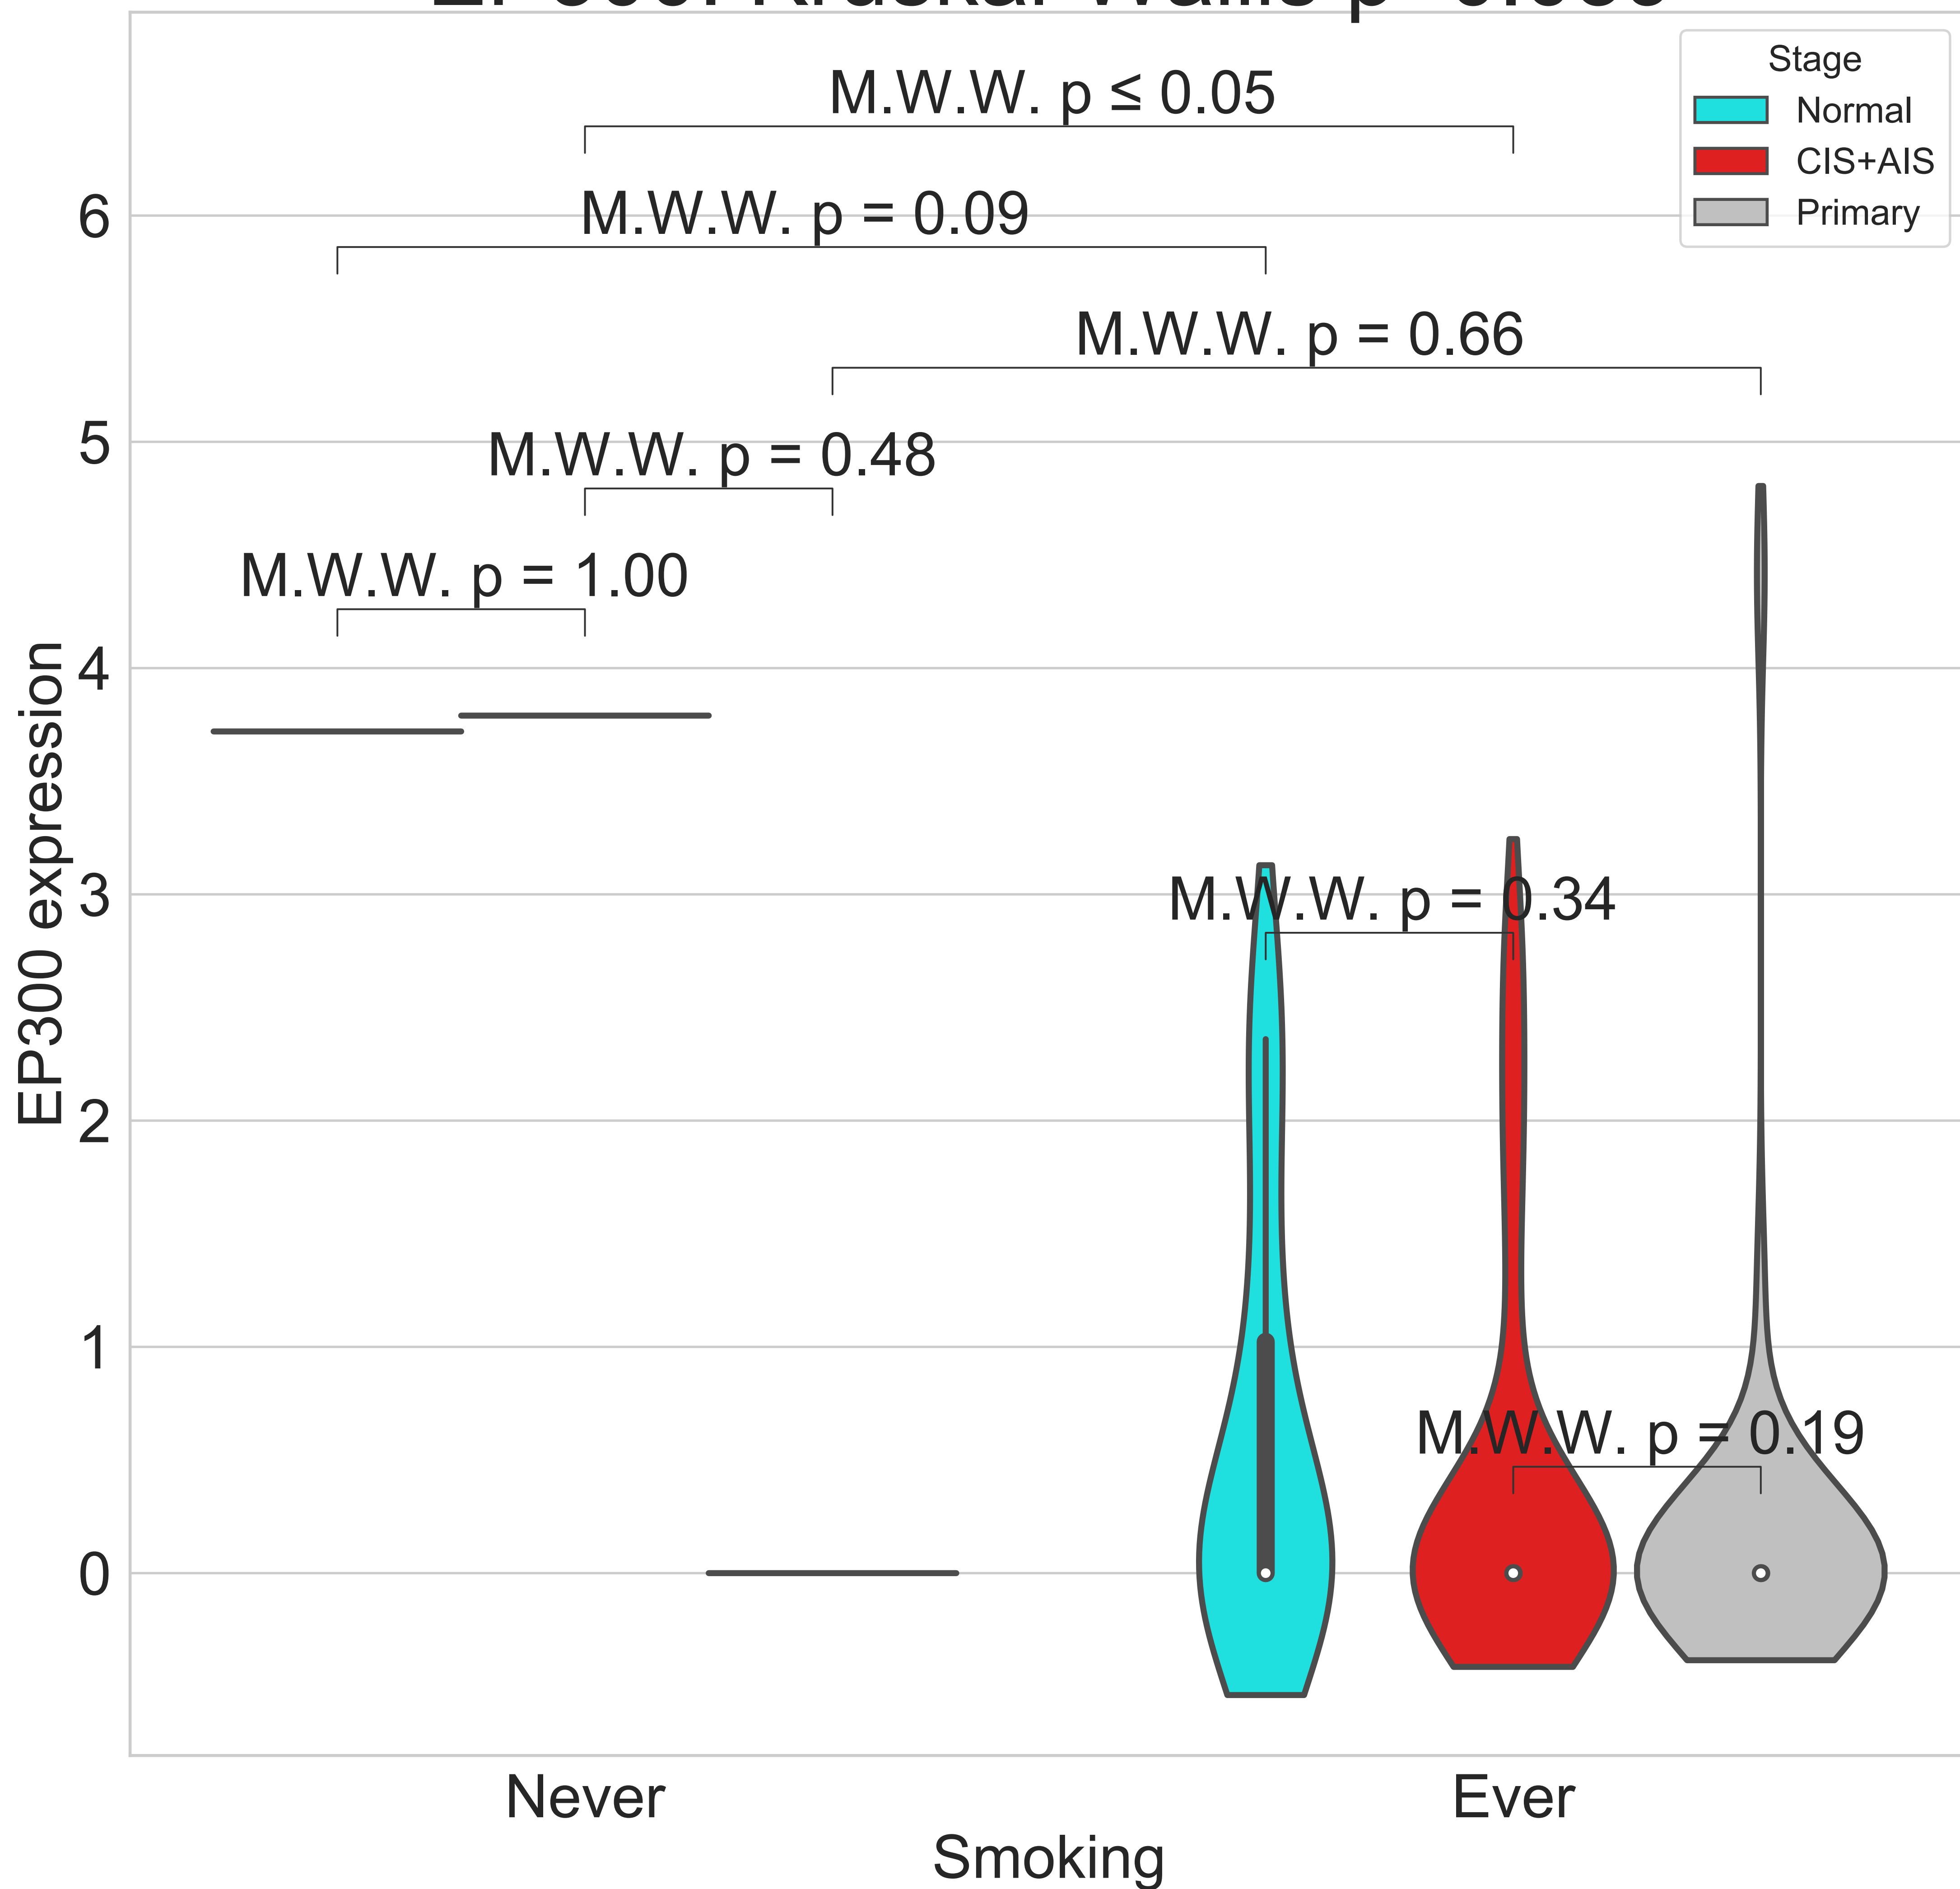 Stage
Normal
CIS+AIS
Primary
M.W.W. p ≤ 0.05
M.W.W. p = 0.09
M.W.W. p = 0.66
M.W.W. p = 0.48
M.W.W. p = 1.00
M.W.W. p = 0.34
M.W.W. p = 0.19
6
5
4
3
2
1
0
EP300 expression
Never
Ever
Smoking